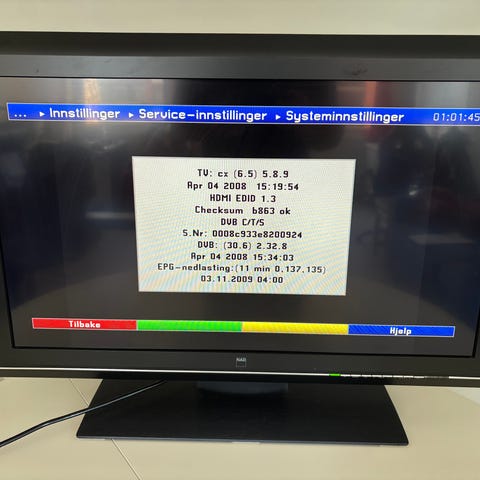 ... ▸ Innstillinger ▸ Service-innstillinger ▸ Systeminnstillinger 01:01:45
TV: cx (6.5) 5.8.9
Apr 04 2008 15:19:54
HDMI EDID 1.3
Checksum b863 ok
DVB C/T/S
S.Nr: 0008c933e8200924
DVB: (30.6) 2.32.8
Apr 04 2008 15:34:03
EPG-nedlasting:(11 min 0,137,135)
03.11.2009 04:00
Tilbake Hjelp
NAD